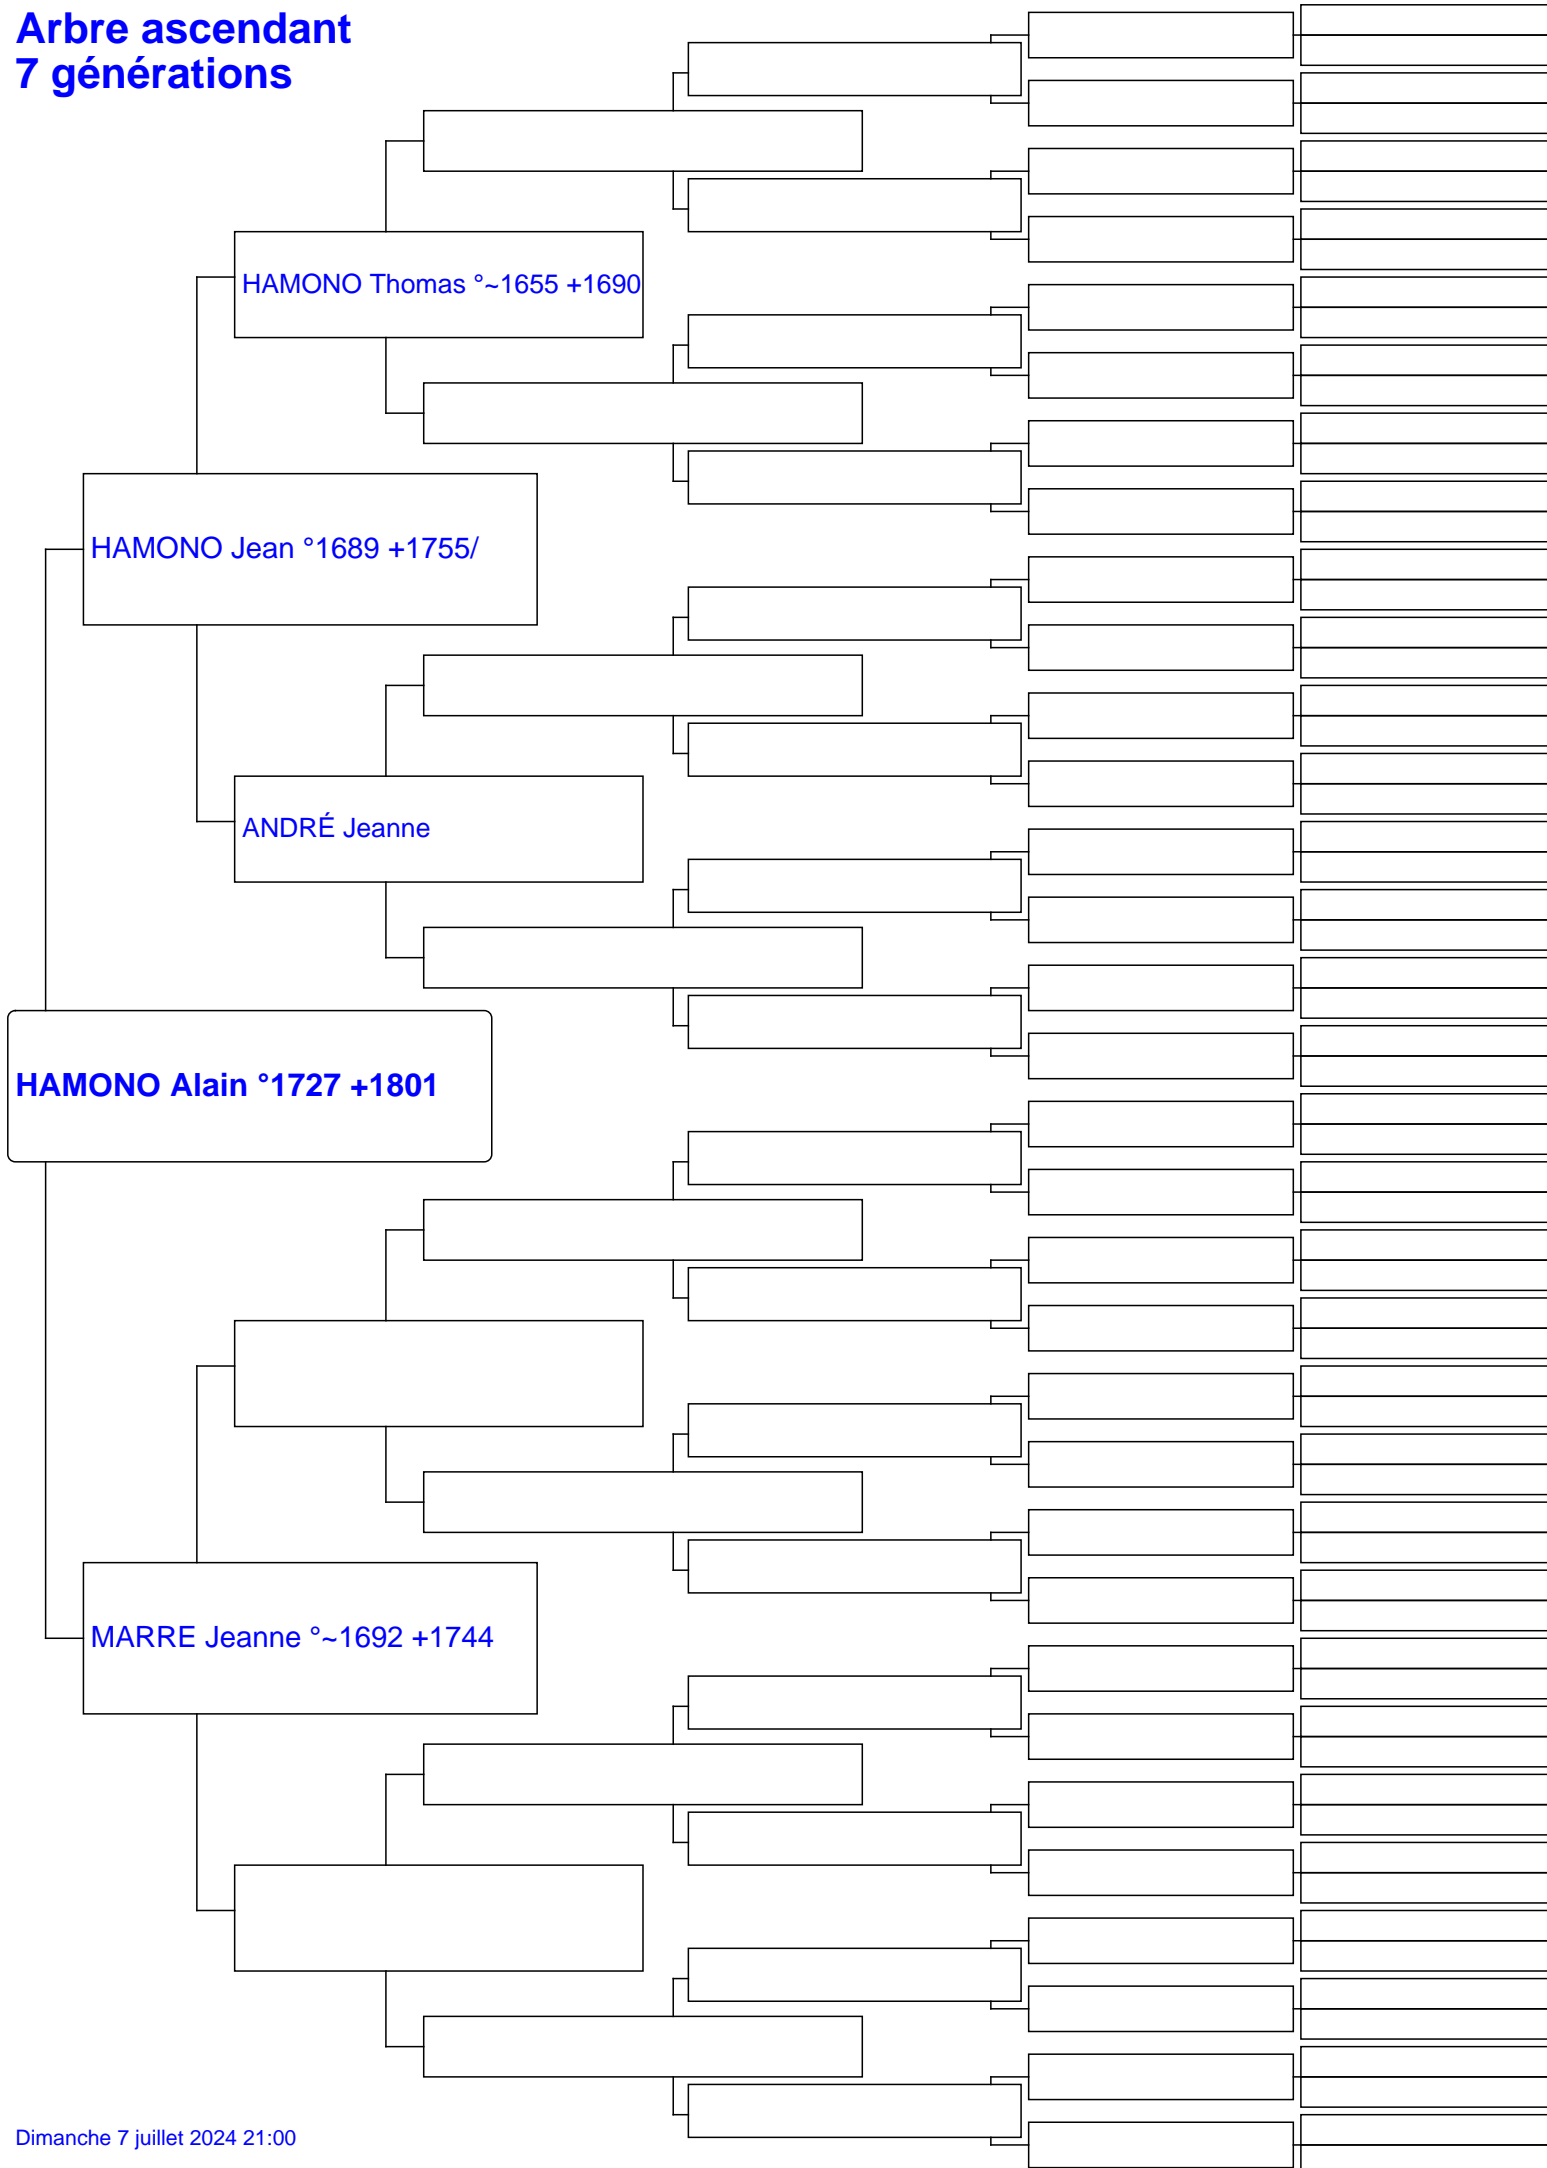 Arbre ascendant
7 générations
HAMONO Thomas °~1655 +1690
HAMONO Jean °1689 +1755/
ANDRÉ Jeanne
HAMONO Alain °1727 +1801
MARRE Jeanne °~1692 +1744
Dimanche 7 juillet 2024 21:00